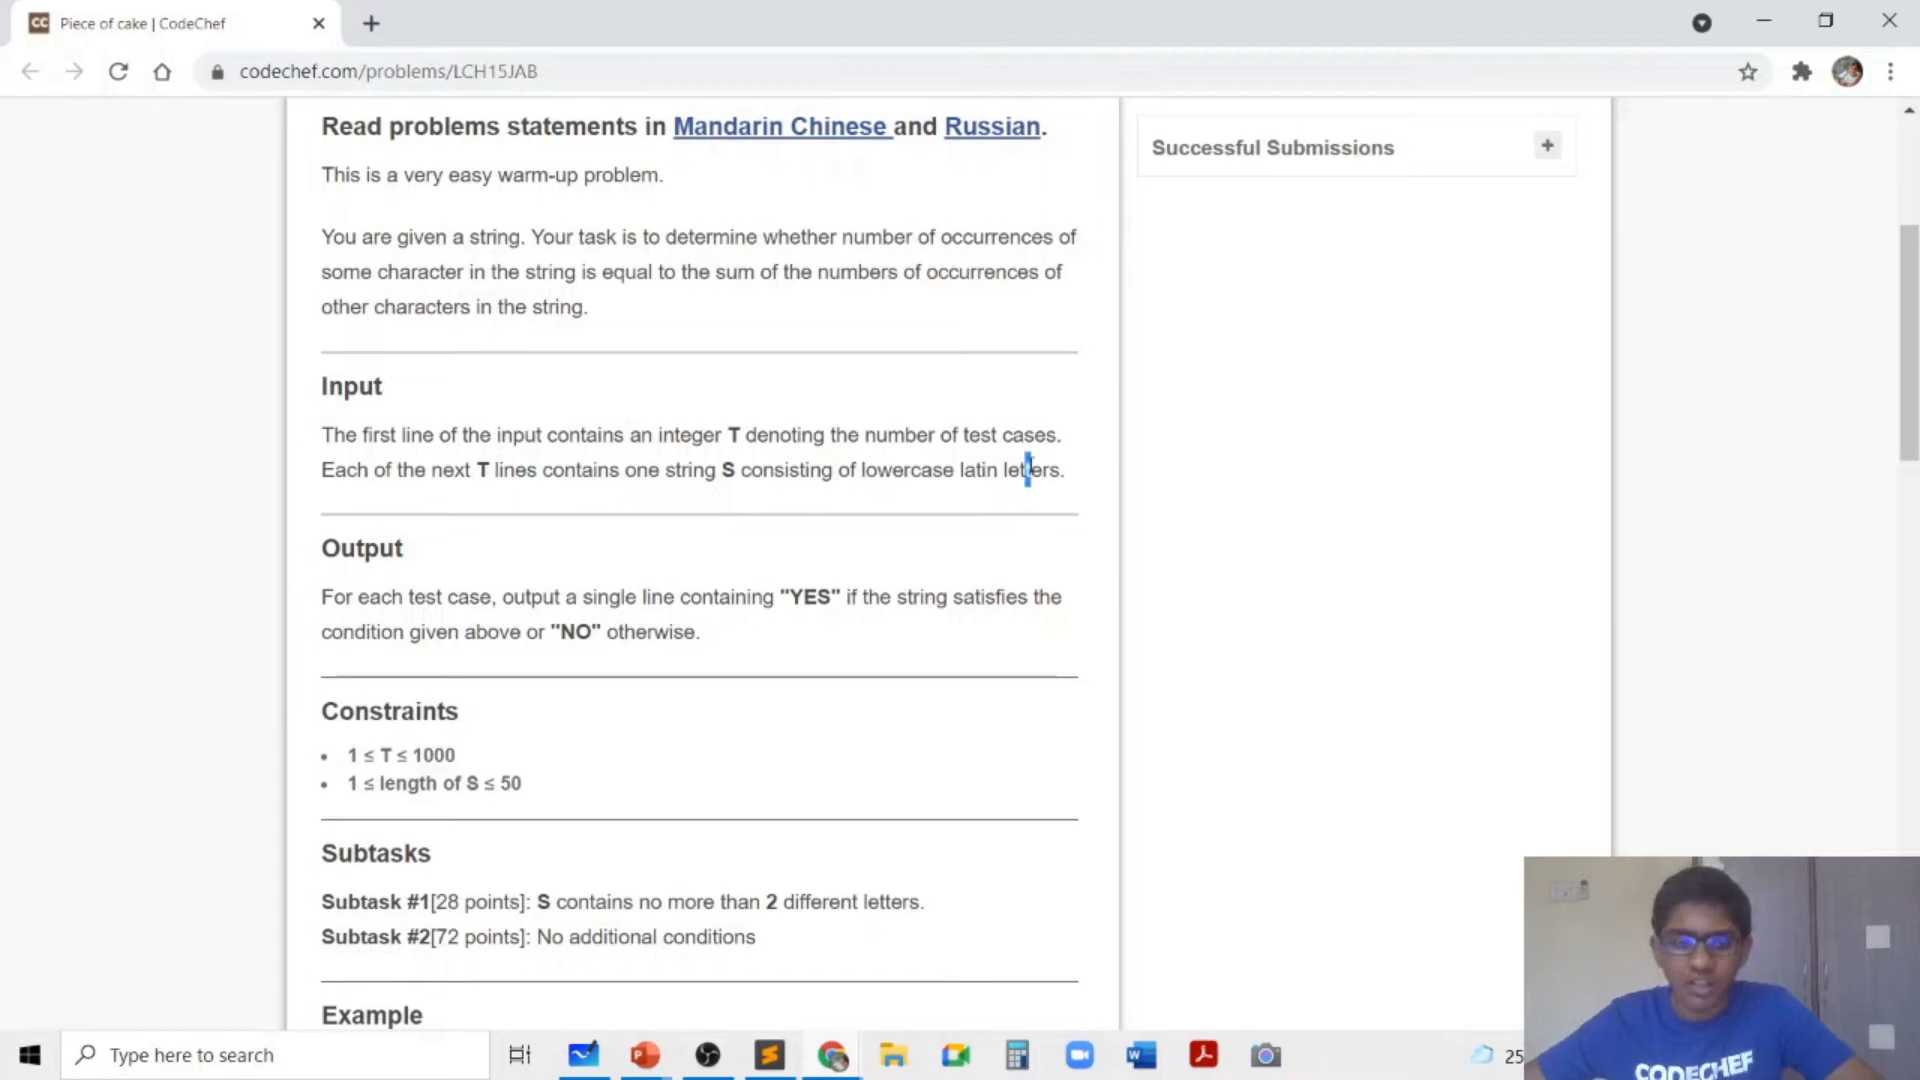 Piece of cake | CodeChef
codechef.com/problems/LCH15JAB
Read problems statements in Mandarin Chinese and Russian.
Successful Submissions
This is a very easy warm-up problem.
You are given a string. Your task is to determine whether number of occurrences of
some character in the string is equal to the sum of the numbers of occurrences of
other characters in the string.
Input
The first line of the input contains an integer T denoting the number of test cases.
Each of the next T lines contains one string S consisting of lowercase latin letters.
Output
For each test case, output a single line containing "YES" if the string satisfies the
condition given above or "NO" otherwise.
Constraints
• 1 ≤ T ≤ 1000
• 1 ≤ length of S ≤ 50
Subtasks
Subtask #1[28 points]: S contains no more than 2 different letters.
Subtask #2[72 points]: No additional conditions
Example
Type here to search
25
CODECHEF